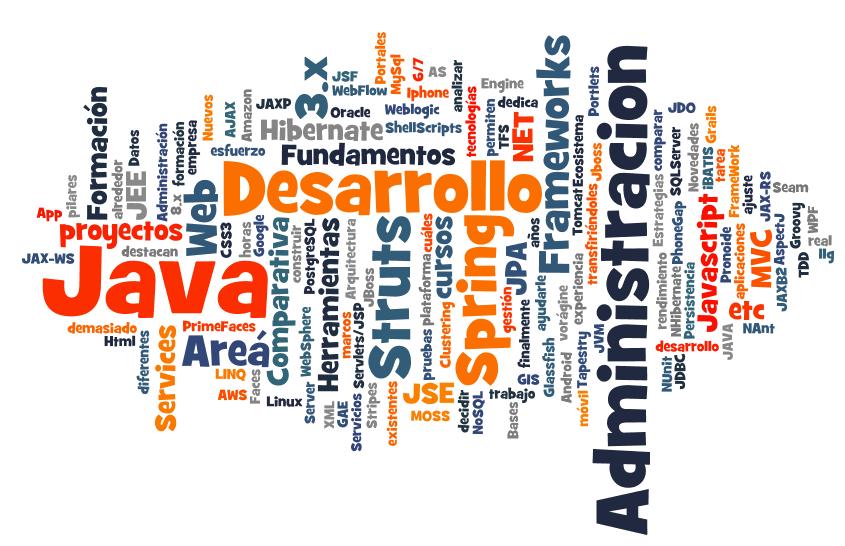 App
pilares
Formación
alrededor
JEE
Datos
Administración
8.x
formación
empresa
Nuevos
AJAX
Amazon
JAXP
3.x
JSF
WebFlow
Portales
MySql
6/7
AS
Iphone
analizar
Engine
Oracle
Weblogic
dedica
tecnologías
permiten
TFS
NET
Hibernate
ShellScripts
esfuerzo
Fundamentos
Desarrollo
Web
proyectos
destacan
JAX-WS
Java
CSS3
horas
Google
Comparativa
construir
PostgreSQL
Herramientas
Arquitectura
JBoss
Struts
Plataforma
cuáles
cursos
clustering
pruebas
Spring
gestión
JPA
años
finalmente
ayudarle
Frameworks
Tomcat
Ecosistema
Jboss
Portlets
transfiriéndoles
experiencia
vorágine
Administracion
JDO
comparar
SQLServer
Estrategias
Novedades
iBATIS
Grails
tarea
FrameWork
ajuste
JAX-RS
Seam
PhoneGap
NHibernate
rendimiento
Persistencia
Javascript
Pronoide
aplicaciones
MVC
AspectJ
JAXB2
Groovy
TDD
WPF
real
Ilg
etc
NAnt
desarrollo
JAVA
NUnit
JDBC
demasiado
Html
diferentes
Services
PrimeFaces
Areá
LINQ
AWS
Faces
Linux
WebSphere
Server
XML
GAE
marcos
Servlets/JSP
Servicios
Stripes
existentes
JSE
MOSS
decidir
NoSQL
trabajo
GIS
Bases
Glassfish
Android
Tapestry
móvil
JVM